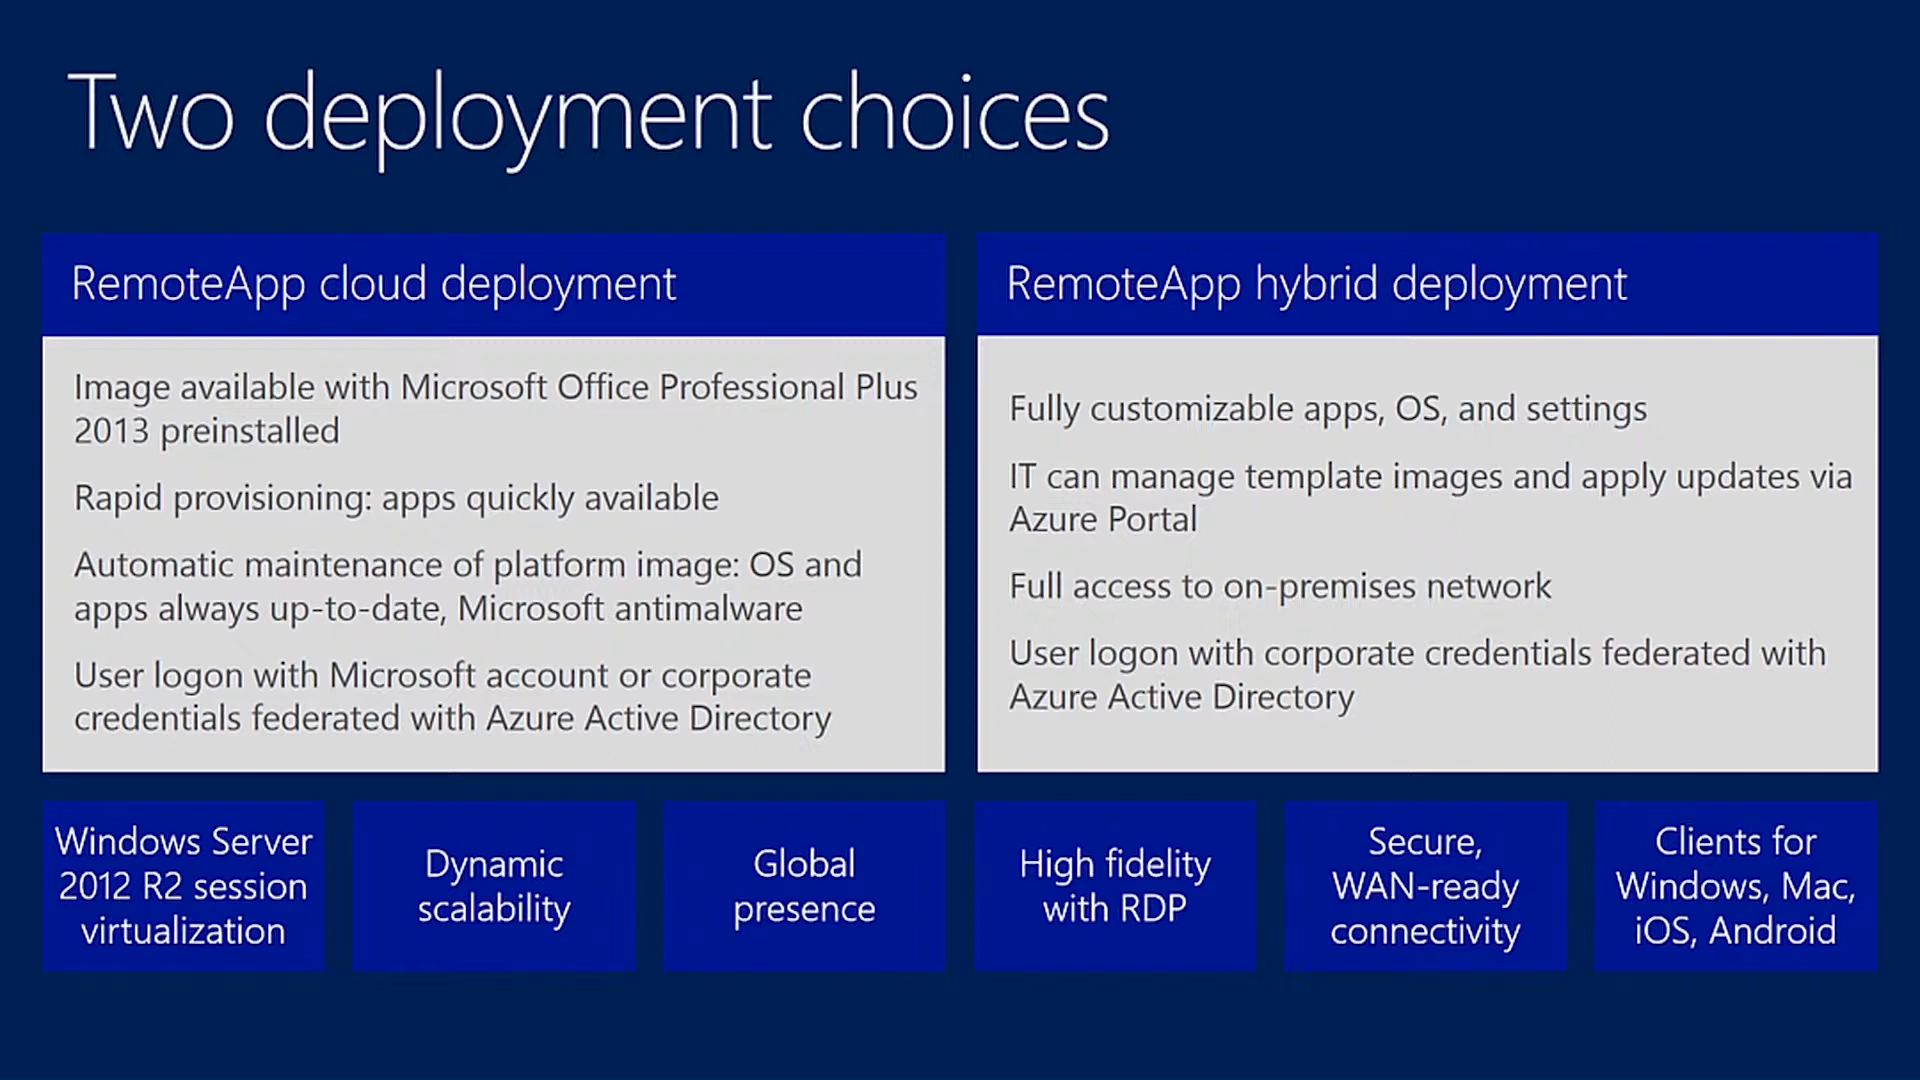 Two deployment choices
RemoteApp cloud deployment
Image available with Microsoft Office Professional Plus
2013 preinstalled
Rapid provisioning: apps quickly available
Automatic maintenance of platform image: OS and
apps always up-to-date, Microsoft antimalware
User logon with Microsoft account or corporate
credentials federated with Azure Active Directory
RemoteApp hybrid deployment
Fully customizable apps, OS, and settings
IT can manage template images and apply updates via
Azure Portal
Full access to on-premises network
User logon with corporate credentials federated with
Azure Active Directory
Windows Server
2012 R2 session
virtualization
Dynamic
scalability
Global
presence
High fidelity
with RDP
Secure,
WAN-ready
connectivity
Clients for
Windows, Mac,
iOS, Android